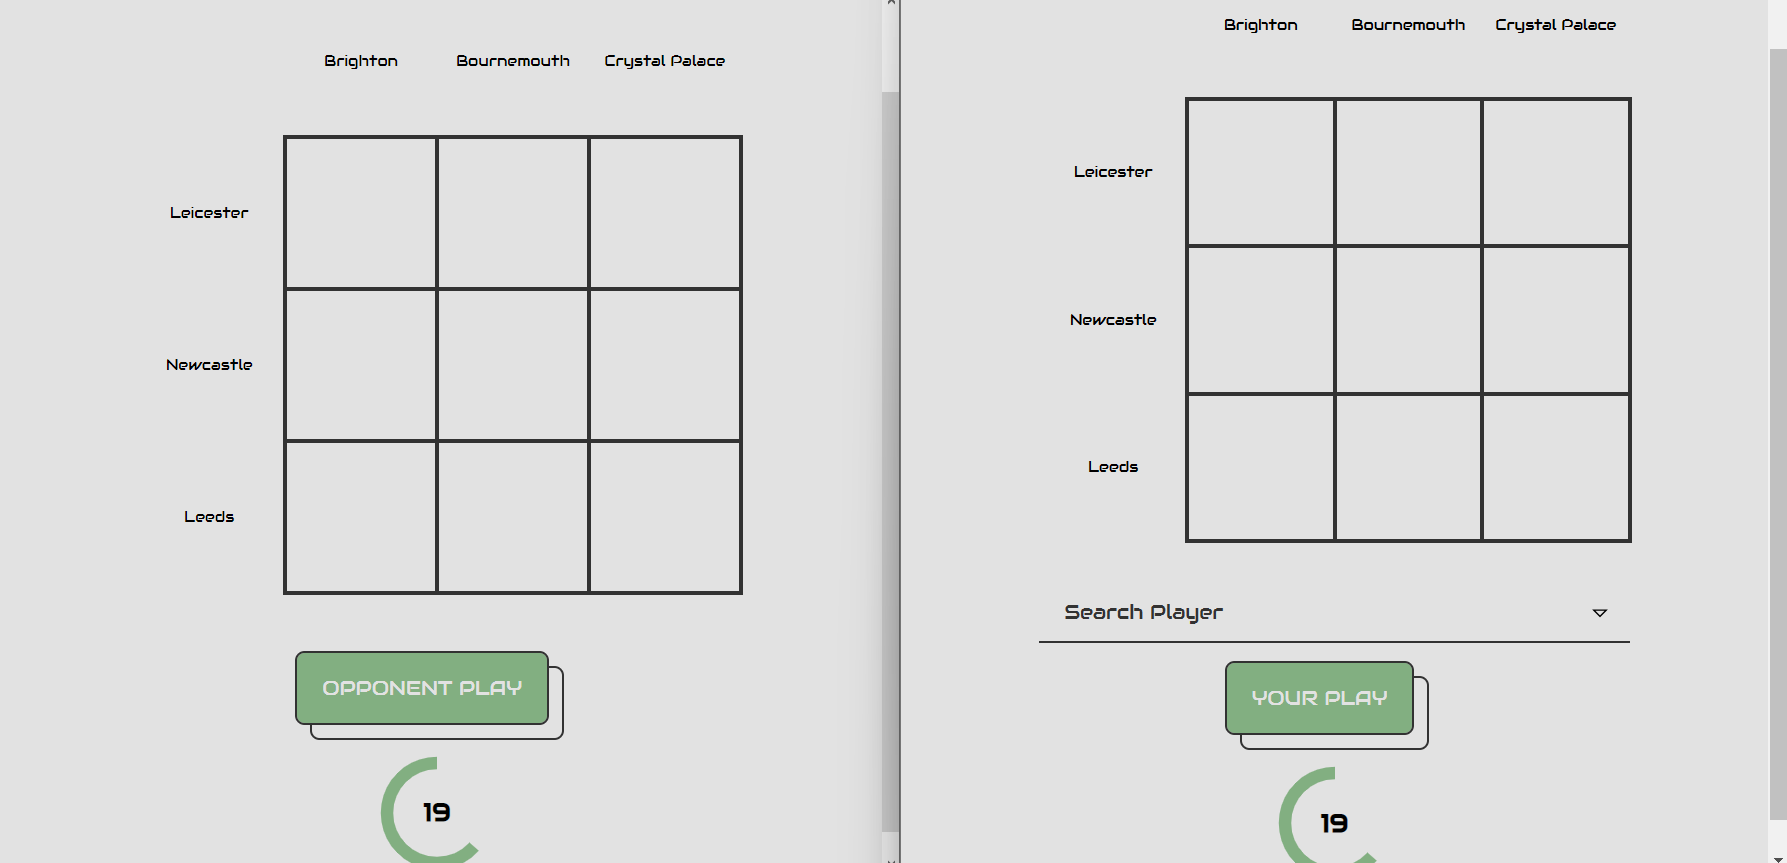 Brighton Bournemouth Crystal Palace
Leicester
Newcastle
Leeds
OPPONENT PLAY
19
Brighton Bournemouth Crystal Palace
Leicester
Newcastle
Leeds
Search Player
YOUR PLAY
19